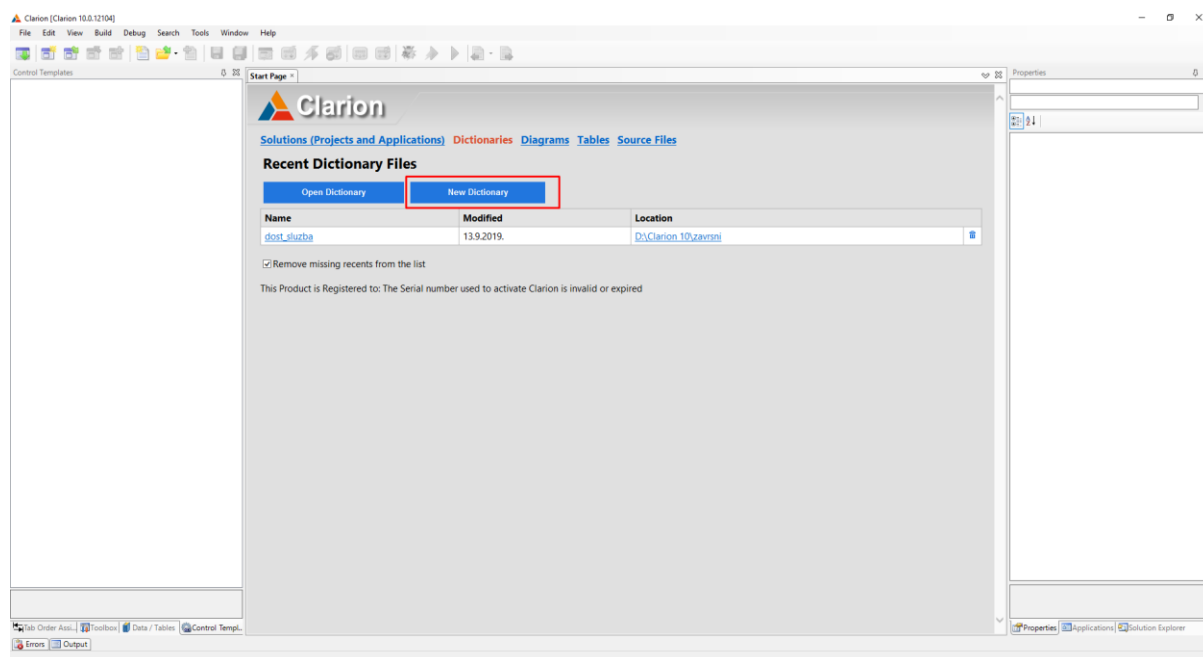 Clarion [Clarion 10.0.12104]
File Edit View Build Debug Search Tools Window Help
Control Templates
Start Page
Properties
Clarion
Solutions (Projects and Applications) Dictionaries Diagrams Tables Source Files
Recent Dictionary Files
Open Dictionary New Dictionary
Name Modified Location
dost_sluzba 13.9.2019. D:\Clarion 10\zavrsni
Remove missing recents from the list
This Product is Registered to: The Serial number used to activate Clarion is invalid or expired
Tab Order Assi... Toolbox Data / Tables Control Templ... Properties Applications Solution Explorer
Errors Output